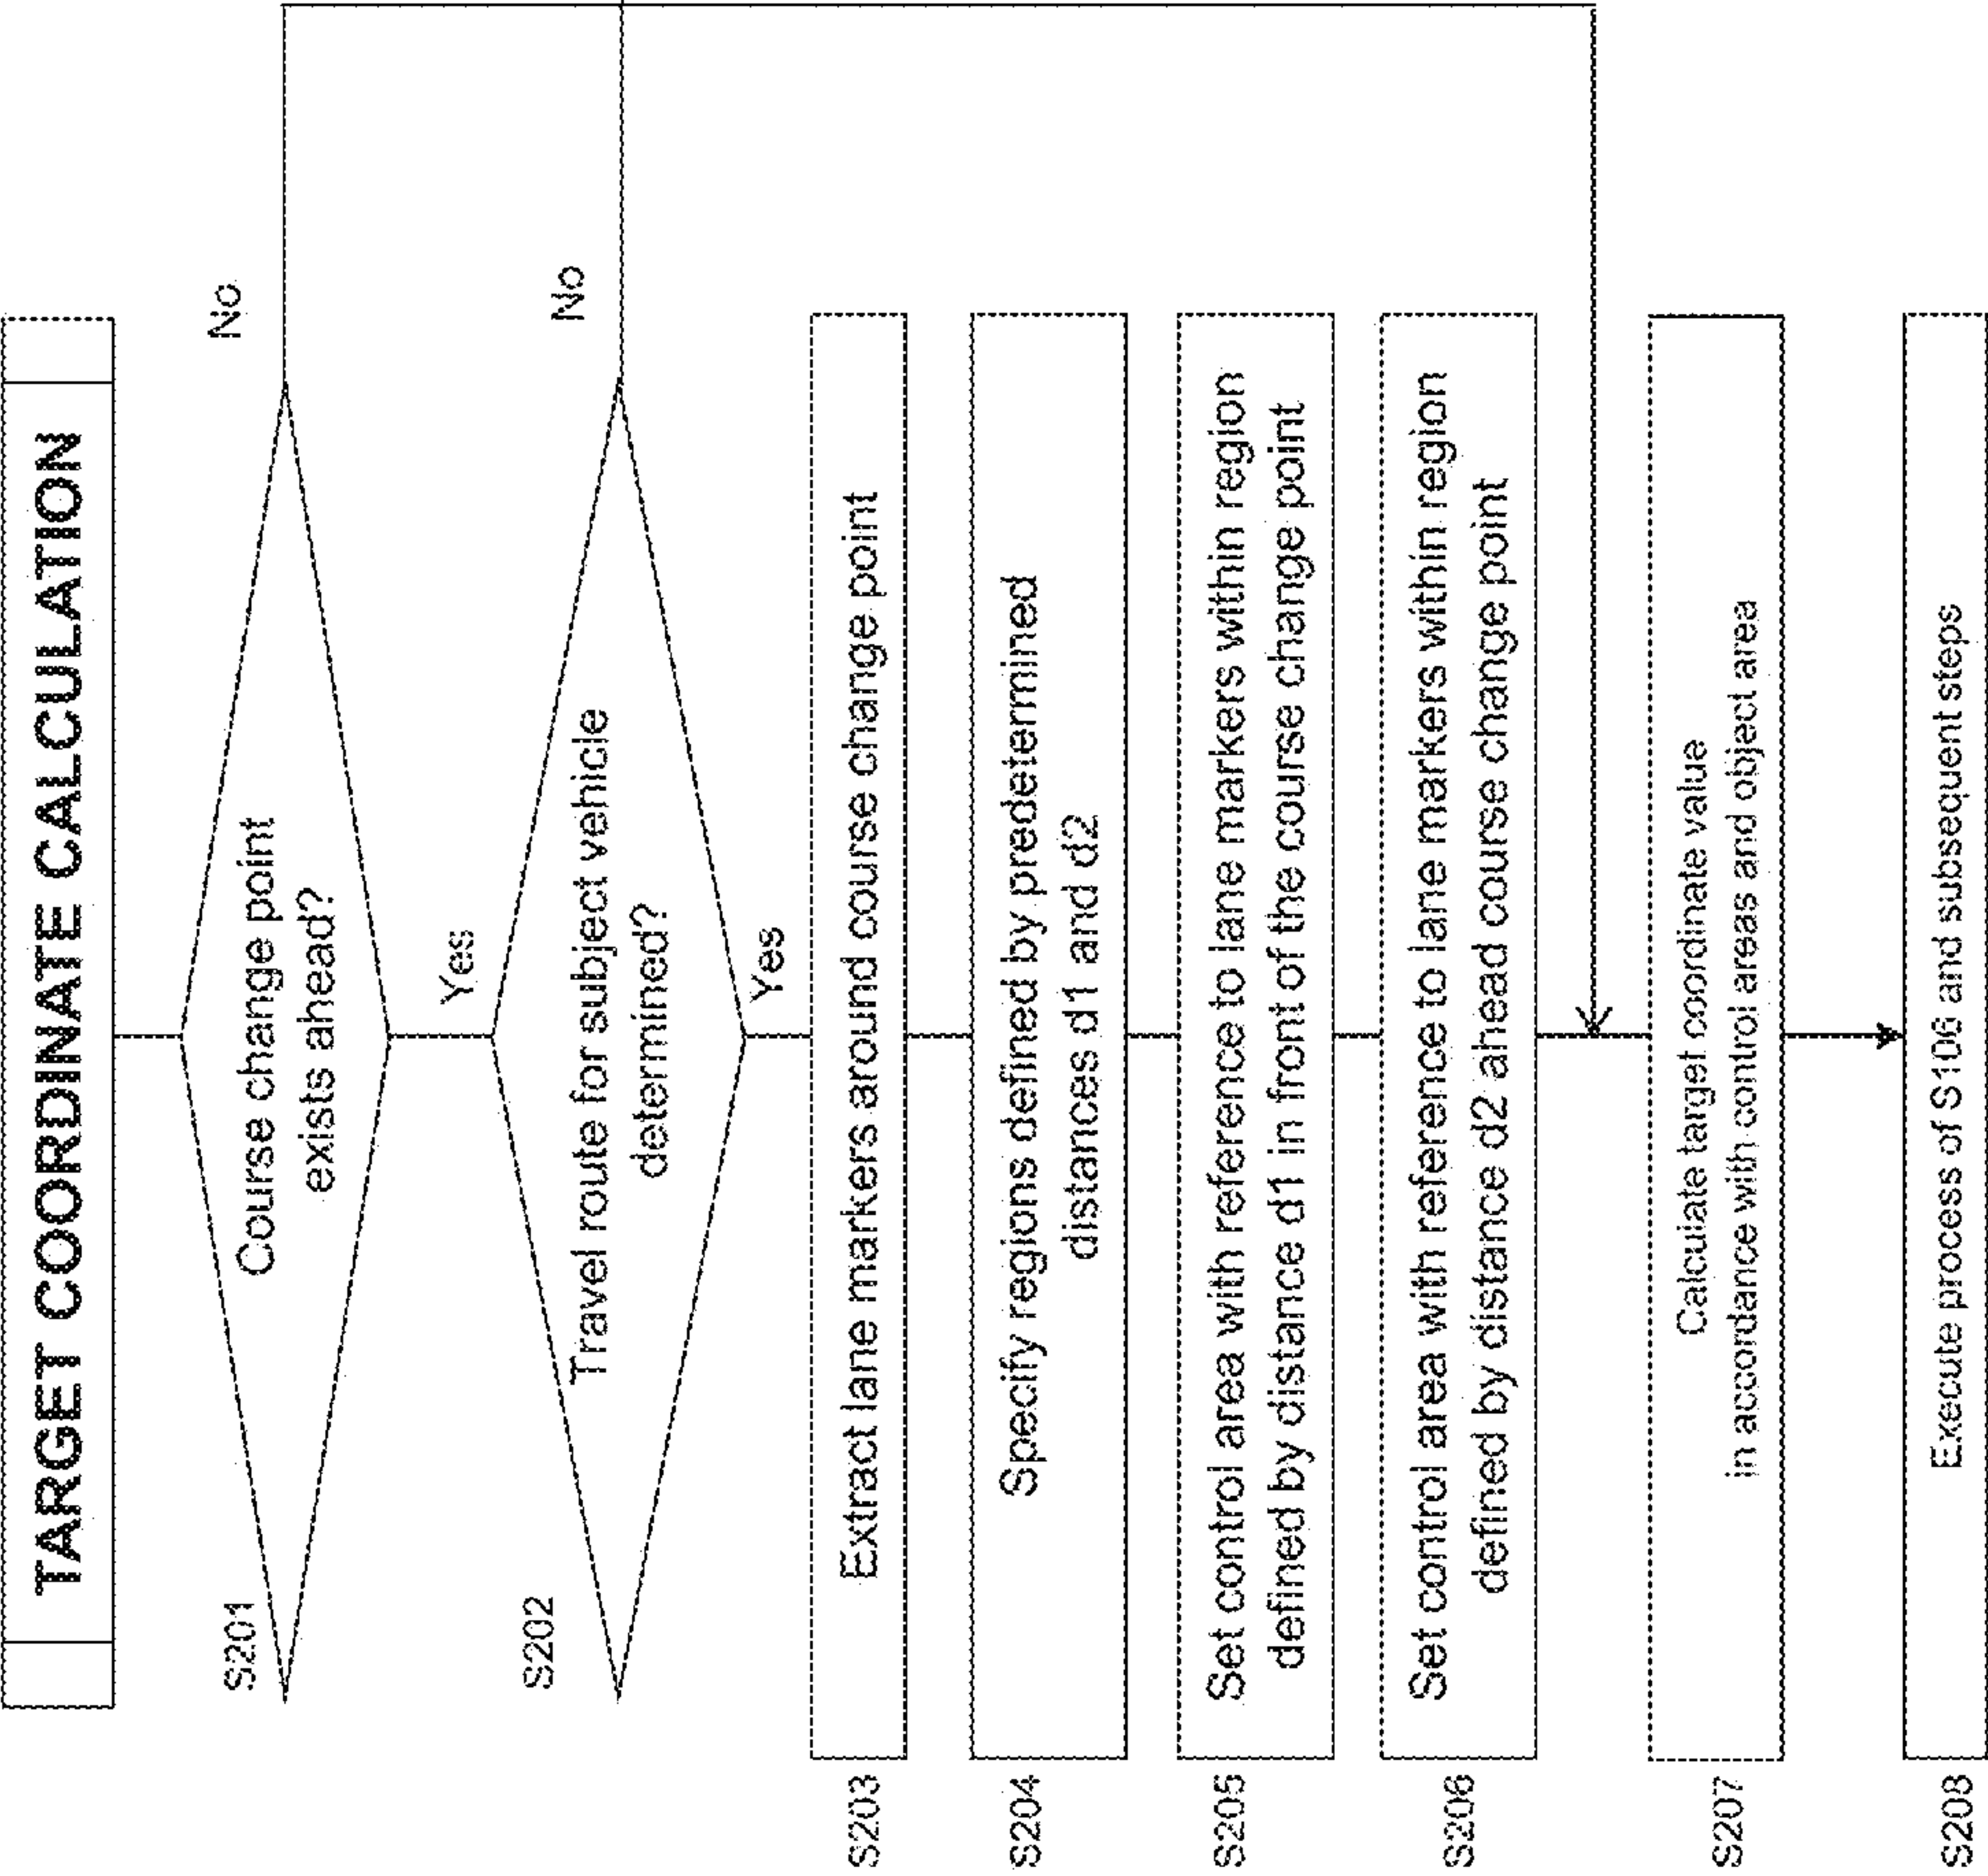 TARGET COORDINATE CALCULATION
S201
Course change point
exists ahead?
No
Yes
S202
Travel route for subject vehicle
determined?
No
Yes
S203
Extract lane markers around course change point
S204
Specify regions defined by predetermined
distances d1 and d2
S205
Set control area with reference to lane markers within region
defined by distance d1 in front of the course change point
S206
Set control area with reference to lane markers within region
defined by distance d2 ahead course change point
S207
Calculate target coordinate value
in accordance with control areas and object area
S208
Execute process of S106 and subsequent steps